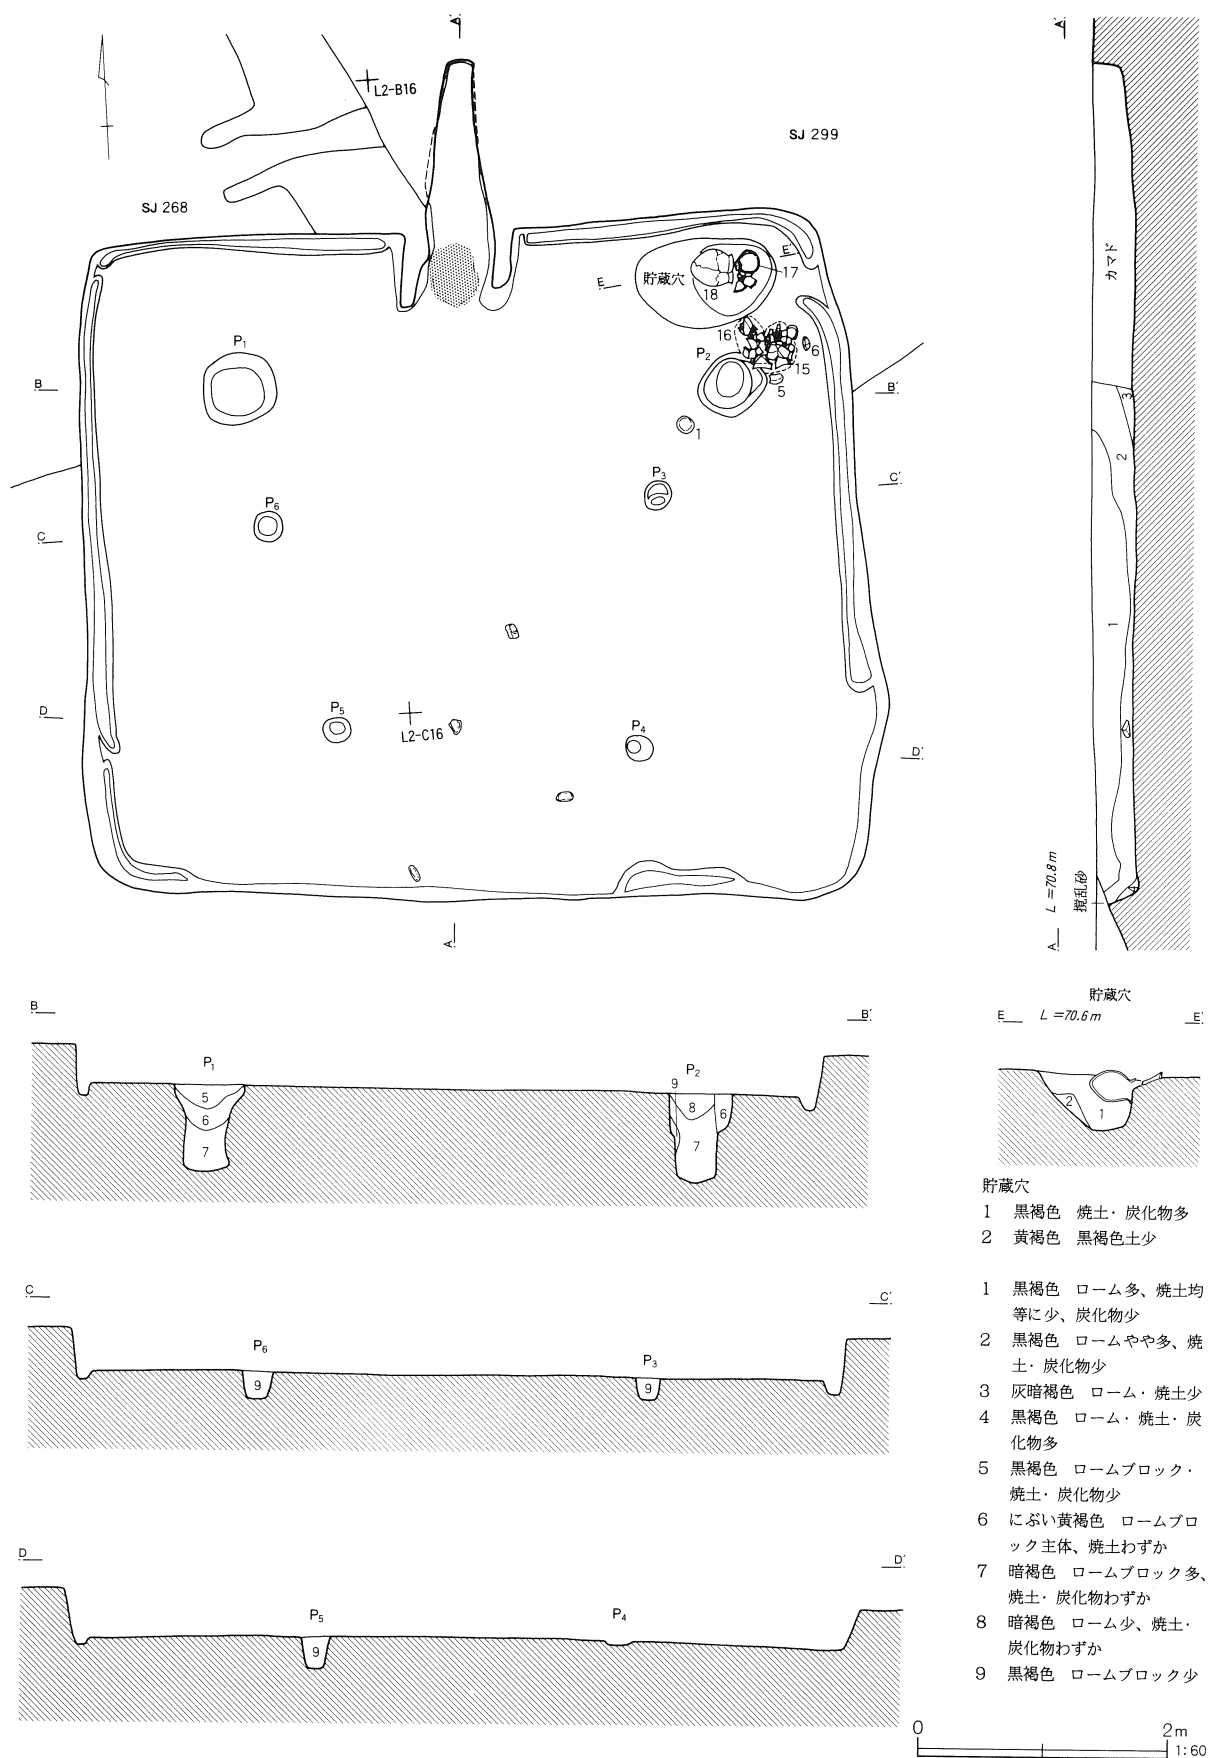 A'
A'
L2-B16
SJ 299
SJ 268
カマド
E
貯蔵穴
E'
17
18
16
6
15
5
P1
P2
B
B'
3
2
1
P3
C'
P6
C
1
D
P5
L2-C16
P4
D'
A
A
L=70.8m
攪乱砂
4
B
B'
P1
P2
5
6
7
9
8
6
7
貯蔵穴
E
L=70.6m
E'
2
1
貯蔵穴
1 黒褐色 焼土・炭化物多
2 黄褐色 黒褐色土少
1 黒褐色 ローム多、焼土均
等に少、炭化物少
2 黒褐色 ロームやや多、焼
土・炭化物少
3 灰暗褐色 ローム・焼土少
4 黒褐色 ローム・焼土・炭
化物多
5 黒褐色 ロームブロック・
焼土・炭化物少
6 にぶい黄褐色 ロームブロ
ック主体、焼土わずか
7 暗褐色 ロームブロック多、
焼土・炭化物わずか
8 暗褐色 ローム少、焼土・
炭化物わずか
9 黒褐色 ロームブロック少
C
C'
P6
P3
9
9
D
D'
P5
P4
9
0
2m
1:60